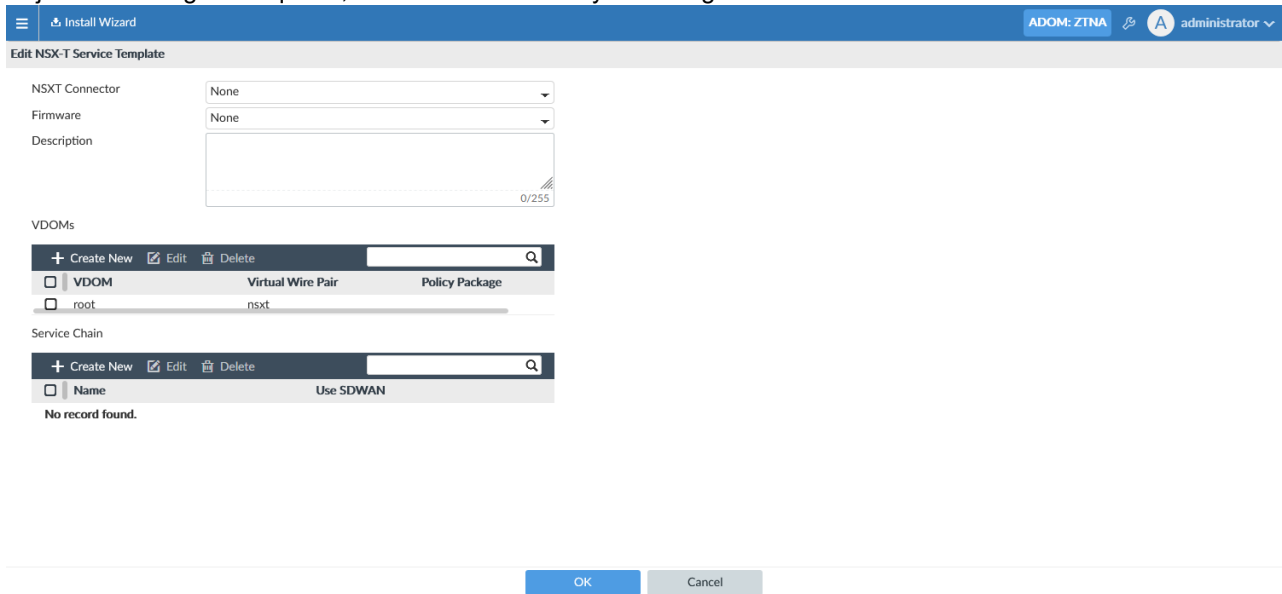 Install Wizard
ADOM: ZTNA
A
administrator
Edit NSX-T Service Template
NSXT Connector
None
Firmware
None
Description
0/255
VDOMs
Create New Edit Delete
VDOM Virtual Wire Pair Policy Package
root nsxt
Service Chain
Create New Edit Delete
Name Use SDWAN
No record found.
OK Cancel